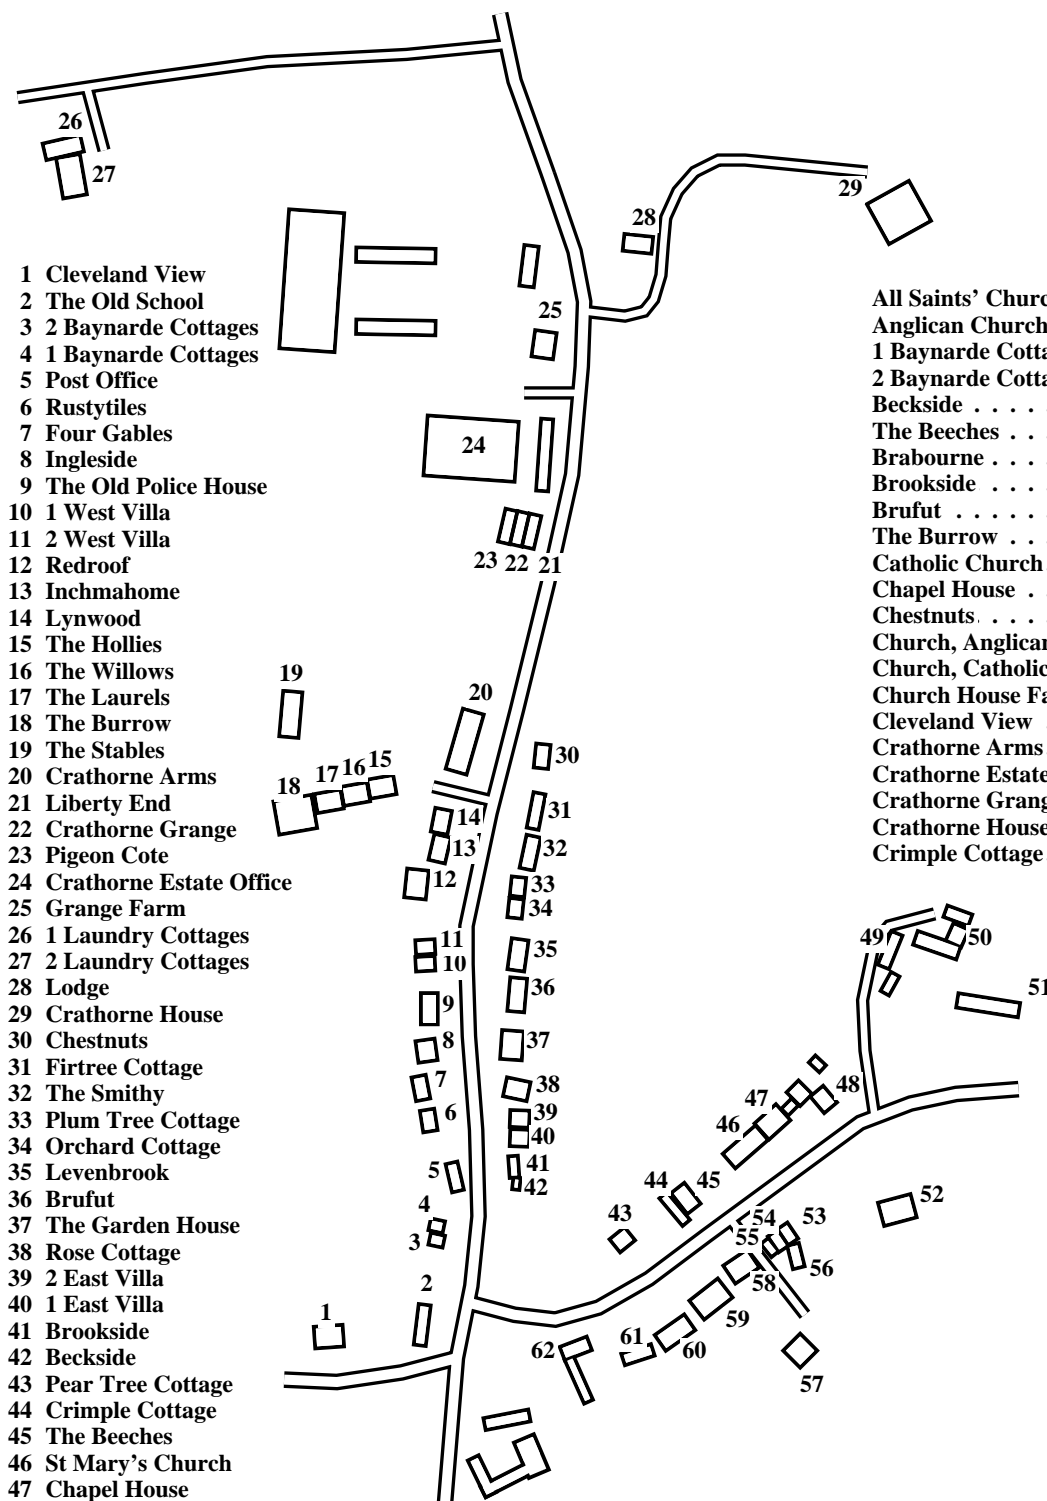 1 Cleveland View
2 The Old School
3 2 Baynarde Cottages
4 1 Baynarde Cottages
5 Post Office
6 Rustytiles
7 Four Gables
8 Ingleside
9 The Old Police House
10 1 West Villa
11 2 West Villa
12 Redroof
13 Inchmahome
14 Lynwood
15 The Hollies
16 The Willows
17 The Laurels
18 The Burrow
19 The Stables
20 Crathorne Arms
21 Liberty End
22 Crathorne Grange
23 Pigeon Cote
24 Crathorne Estate Office
25 Grange Farm
26 1 Laundry Cottages
27 2 Laundry Cottages
28 Lodge
29 Crathorne House
30 Chestnuts
31 Firtree Cottage
32 The Smithy
33 Plum Tree Cottage
34 Orchard Cottage
35 Levenbrook
36 Brufut
37 The Garden House
38 Rose Cottage
39 2 East Villa
40 1 East Villa
41 Brookside
42 Beckside
43 Pear Tree Cottage
44 Crimple Cottage
45 The Beeches
46 St Mary's Church
47 Chapel House
26
27
28
29
25
24
23 22 21
19
20
18 17 16 15
14
13
12
11
10
9
8
7
6
5
4
3
2
1
30
31
32
33
34
35
36
37
38
39
40
41
42
43
44
45
46
47
48
49
50
51
52
53
54
55
56
57
58
59
60
61
62
All Saints' Churc
Anglican Church
1 Baynarde Cotta
2 Baynarde Cotta
Beckside . . . .
The Beeches . .
Brabourne . . .
Brookside . . .
Brufut . . . .
The Burrow . .
Catholic Church
Chapel House .
Chestnuts . . . .
Church, Anglican
Church, Catholic
Church House Fa
Cleveland View .
Crathorne Arms
Crathorne Estate
Crathorne Grang
Crathorne House
Crimple Cottage